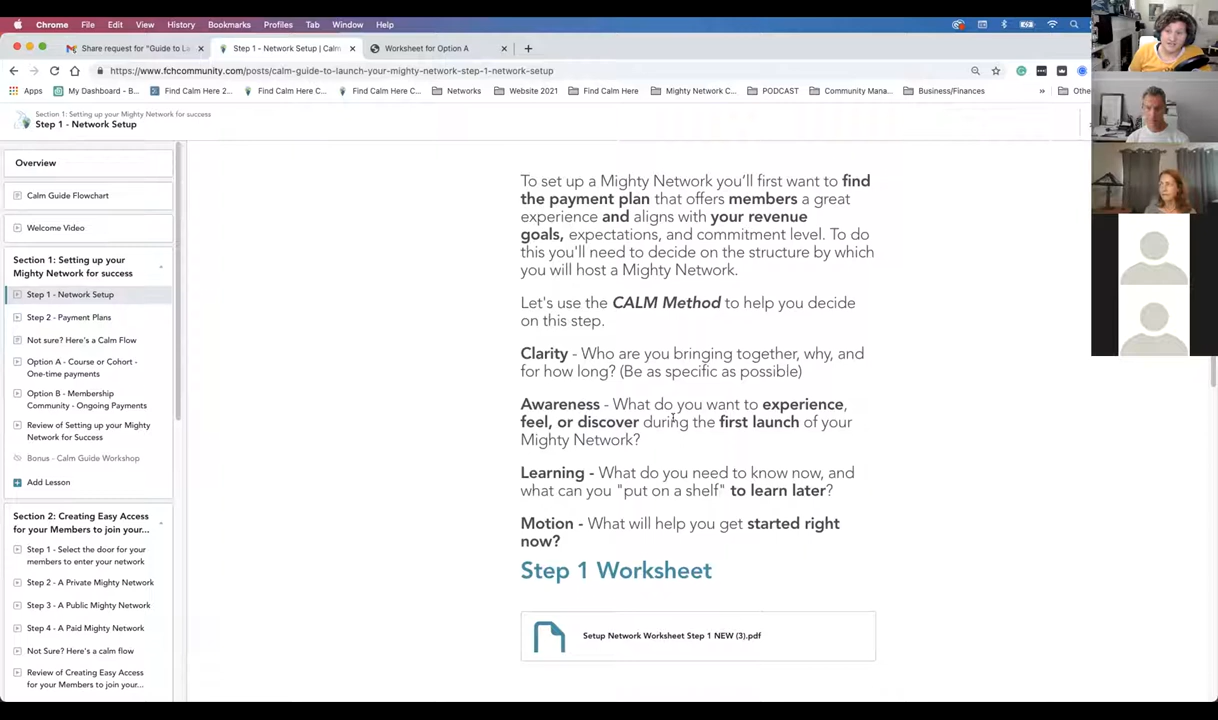 Chrome File Edit View History Bookmarks Profiles Tab Window Help
Share request for "Guide to La
Step 1 - Network Setup | Calm
Worksheet for Option A
https://www.fchcommunity.com/posts/calm-guide-to-launch-your-mighty-network-step-1-network-setup
Apps My Dashboard - B... Find Calm Here 2... Find Calm Here C... Find Calm Here C... Networks Website 2021 Find Calm Here Mighty Network C... PODCAST Community Mana... Business/Finances » Othe
Section 1: Setting up your Mighty Network for success
Step 1 - Network Setup
Overview
Calm Guide Flowchart
Welcome Video
Section 1: Setting up your
Mighty Network for success
Step 1 - Network Setup
Step 2 - Payment Plans
Not sure? Here's a Calm Flow
Option A - Course or Cohort -
One-time payments
Option B - Membership
Community - Ongoing Payments
Review of Setting up your Mighty
Network for Success
Bonus - Calm Guide Workshop
Add Lesson
Section 2: Creating Easy Access
for your Members to join your...
Step 1 - Select the door for your
members to enter your network
Step 2 - A Private Mighty Network
Step 3 - A Public Mighty Network
Step 4 - A Paid Mighty Network
Not Sure? Here's a calm flow
Review of Creating Easy Access
for your Members to join your...
To set up a Mighty Network you'll first want to find
the payment plan that offers members a great
experience and aligns with your revenue
goals, expectations, and commitment level. To do
this you'll need to decide on the structure by which
you will host a Mighty Network.
Let's use the CALM Method to help you decide
on this step.
Clarity - Who are you bringing together, why, and
for how long? (Be as specific as possible)
Awareness - What do you want to experience,
feel, or discover during the first launch of your
Mighty Network?
Learning - What do you need to know now, and
what can you "put on a shelf" to learn later?
Motion - What will help you get started right
now?
Step 1 Worksheet
Setup Network Worksheet Step 1 NEW (3).pdf